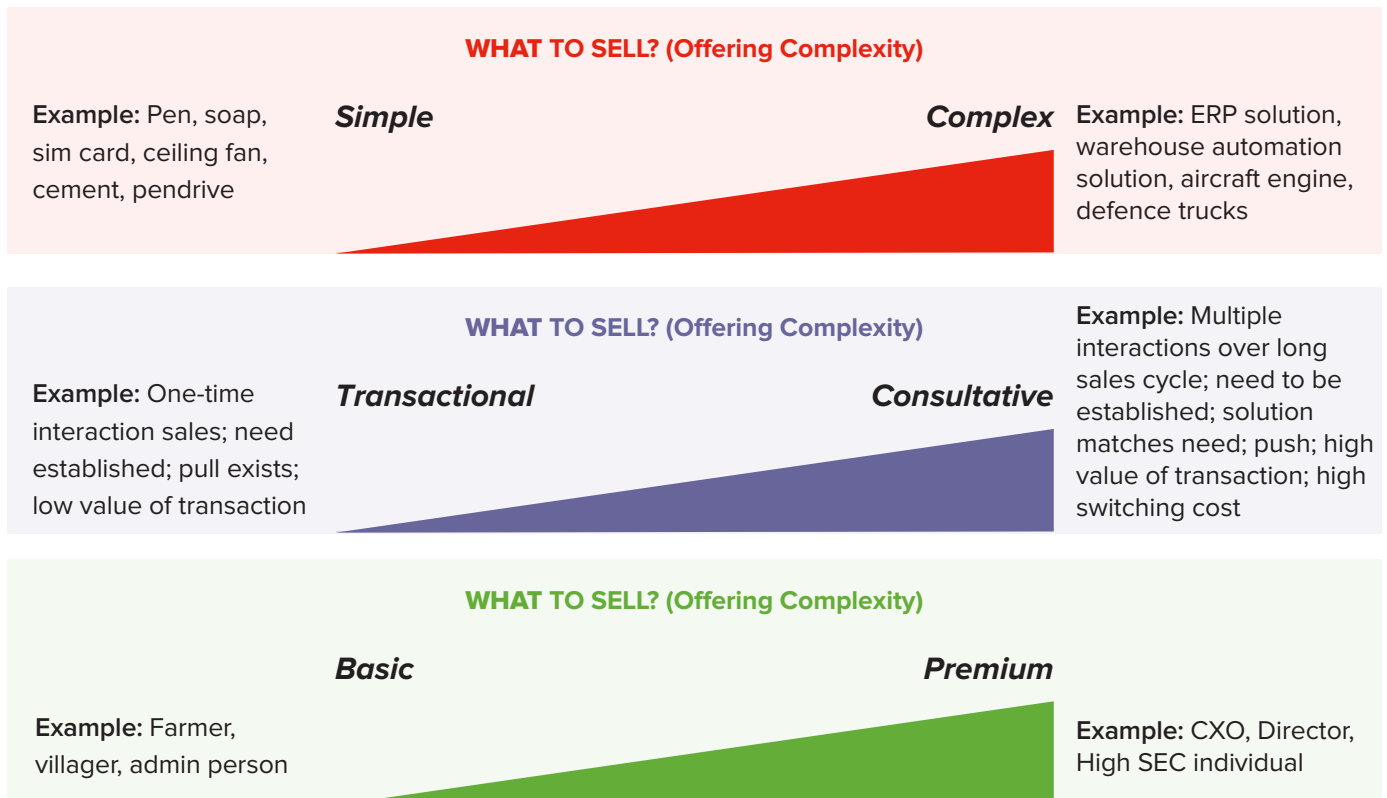 WHAT TO SELL? (Offering Complexity)
Example: Pen, soap,
sim card, ceiling fan,
cement, pendrive
Simple
Complex
Example: ERP solution,
warehouse automation
solution, aircraft engine,
defence trucks
WHAT TO SELL? (Offering Complexity)
Example: One-time
interaction sales; need
established; pull exists;
low value of transaction
Transactional
Consultative
Example: Multiple
interactions over long
sales cycle; need to be
established; solution
matches need; push; high
value of transaction; high
switching cost
WHAT TO SELL? (Offering Complexity)
Basic
Premium
Example: Farmer,
villager, admin person
Example: CXO, Director,
High SEC individual